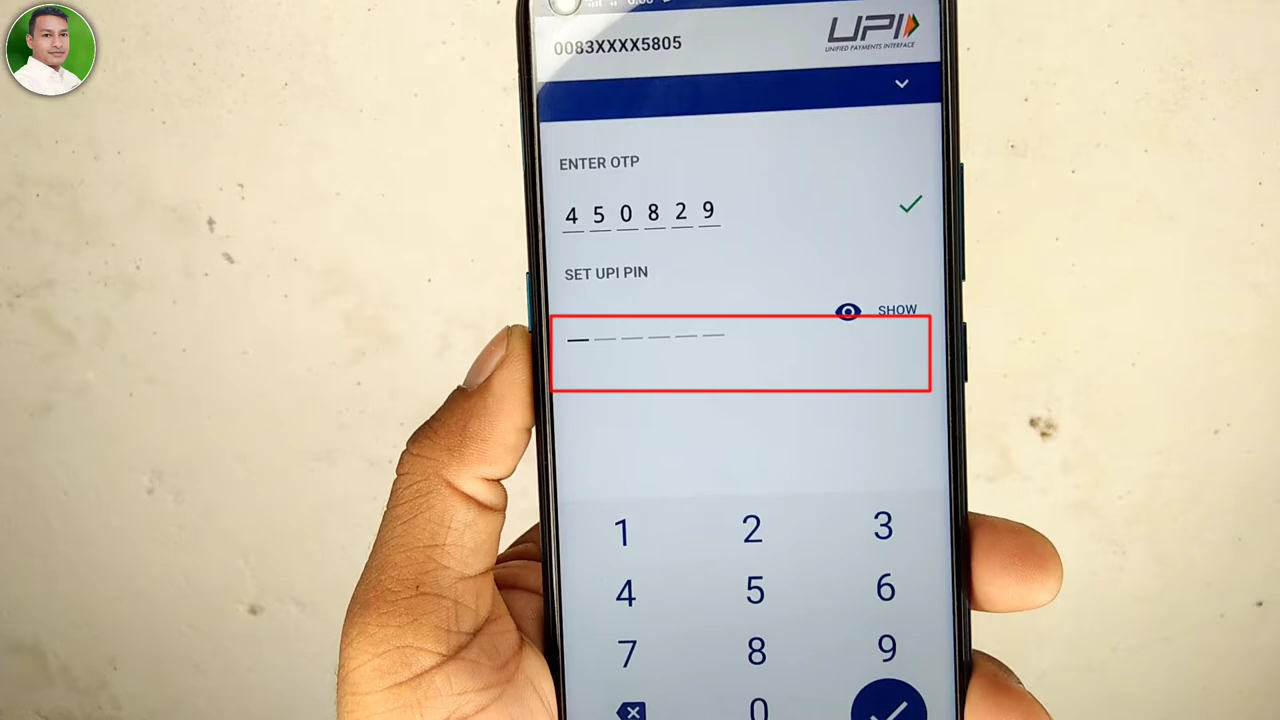 UPI
0083XXXX5805
UNIFIED PAYMENTS INTERFACE
ENTER OTP
4 5 0 8 2 9
SET UPI PIN
SHOW
1 2 3
4 5 6
7 8 9
0